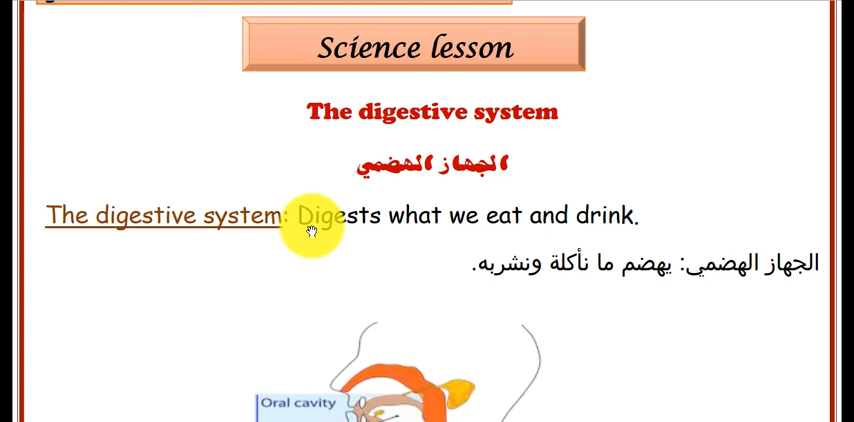 Science lesson
The digestive system
الجهاز الهضمي
The digestive system: Digests what we eat and drink.
الجهاز الهضمي: يهضم ما نأكلة ونشربه.
Oral cavity